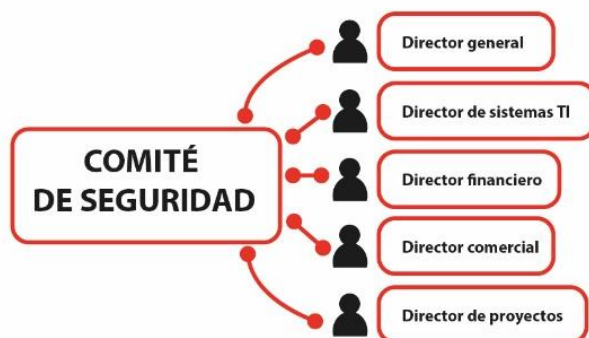 COMITÉ
DE SEGURIDAD
Director general
Director de sistemas TI
Director financiero
Director comercial
Director de proyectos